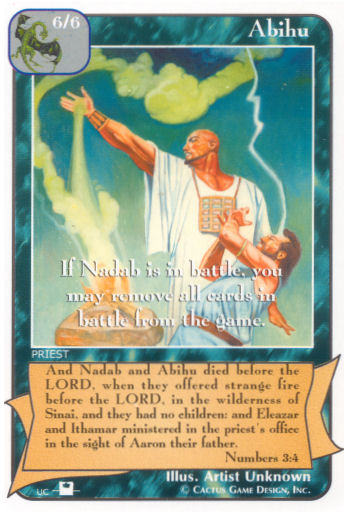 6/6
Abihu
If Nadab is in battle, you
may remove all cards in
battle from the game.
PRIEST
And Nadab and Abihu died before the
LORD, when they offered strange fire
before the LORD, in the wilderness of
Sinai, and they had no children: and Eleazar
and Ithamar ministered in the priest's office
in the sight of Aaron their father.
Numbers 3:4
Illus. Artist Unknown
UC
© CACTUS GAME DESIGN, INC.